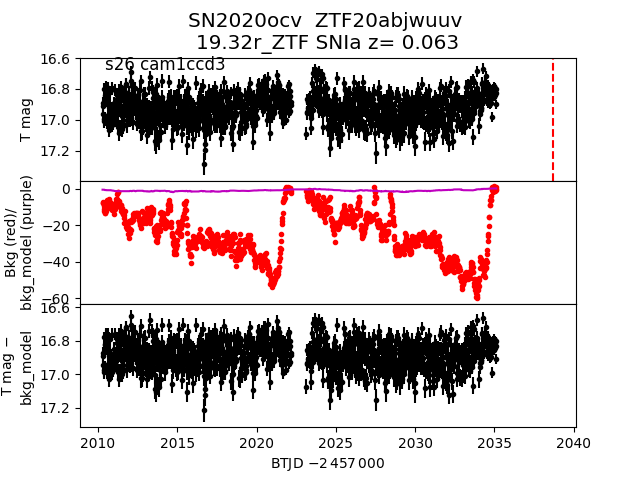 SN2020ocv ZTF20abjwuuv
19.32r_ZTF SNIa z= 0.063
s26 cam1ccd3
16.6
16.8
17.0
17.2
T mag
0
−20
−40
−60
Bkg (red)/
bkg_model (purple)
16.6
16.8
17.0
17.2
T mag −
bkg_model
2010
2015
2020
2025
2030
2035
2040
BTJD −2 457 000